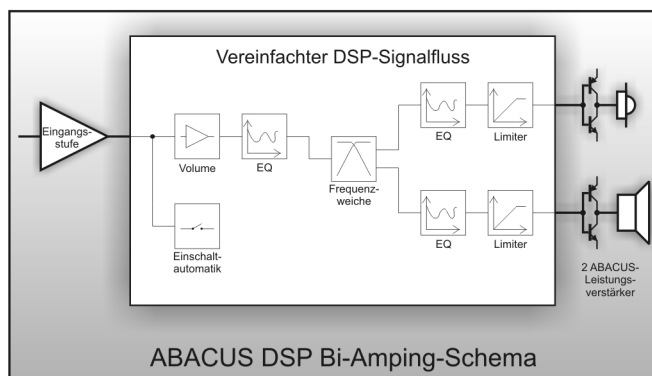 Vereinfachter DSP-Signalfluss
Eingangs-
stufe
Volume
EQ
Frequenz-
weiche
EQ
Limiter
EQ
Limiter
Einschalt-
automatik
2 ABACUS-
Leistungs-
verstärker
ABACUS DSP Bi-Amping-Schema